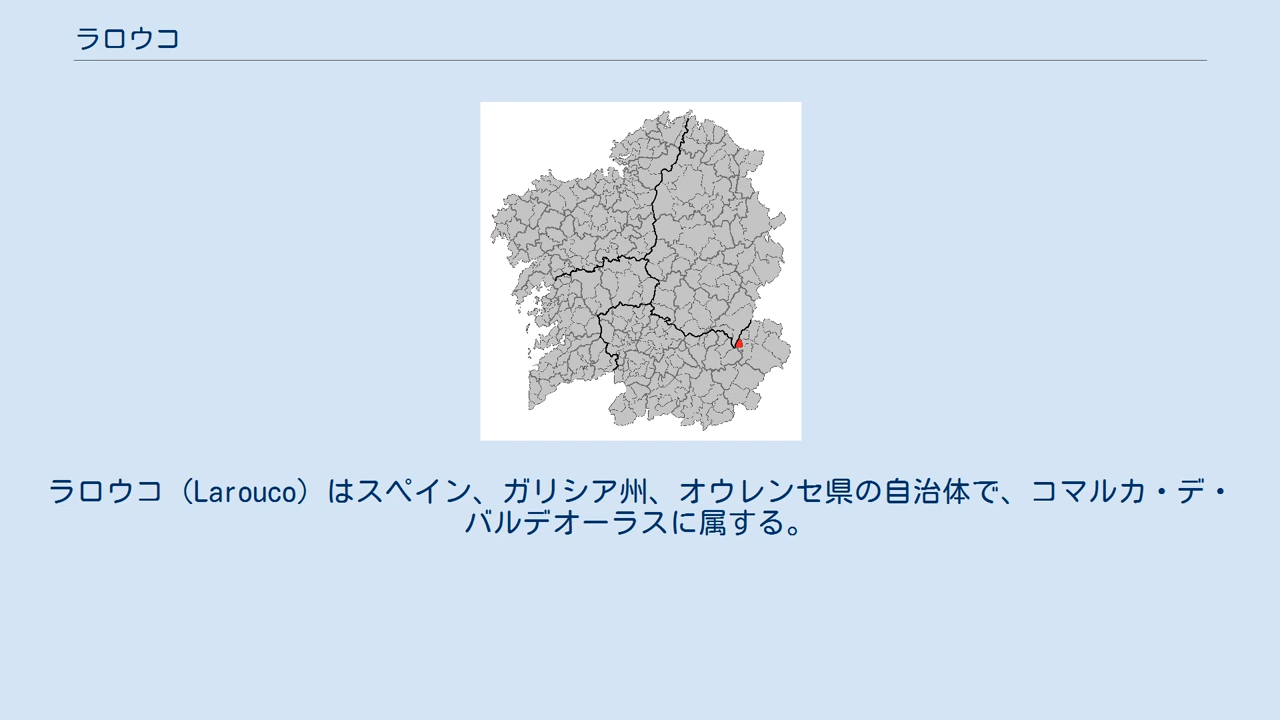 ラロウコ
ラロウコ（Larouco）はスペイン、ガリシア州、オウレンセ県の自治体で、コマルカ・デ・
バルデオーラスに属する。